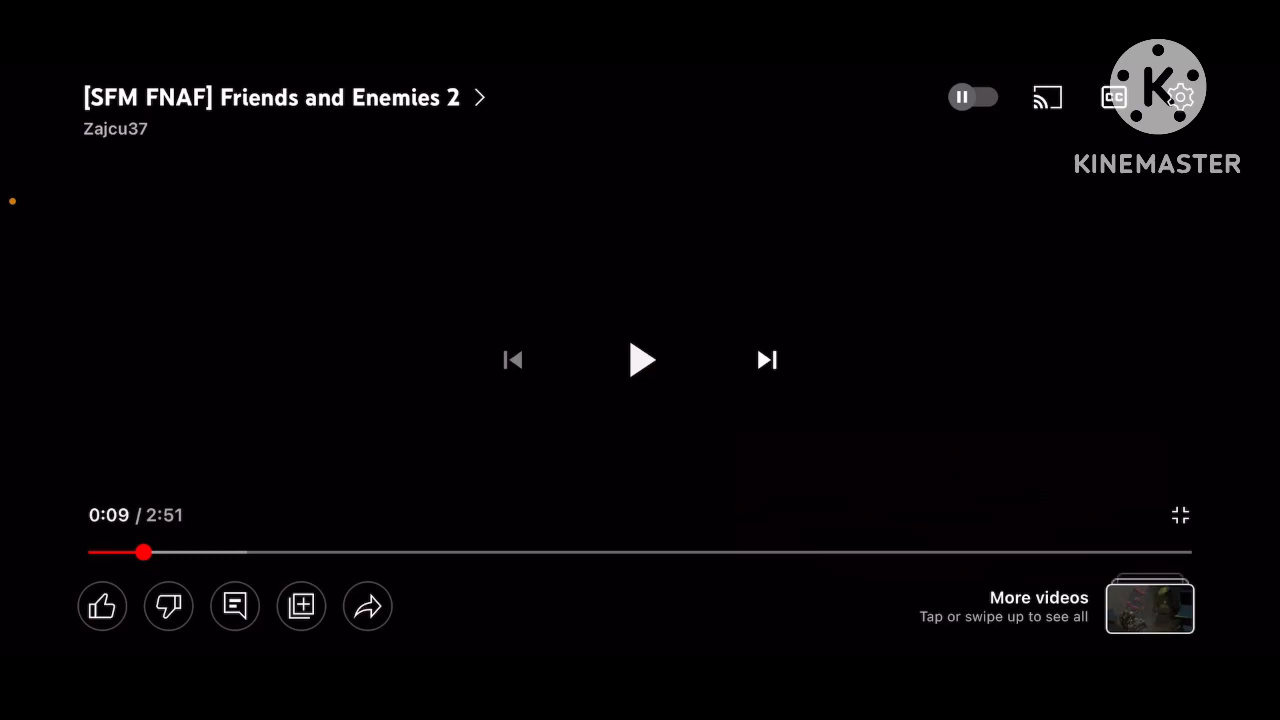 [SFM FNAF] Friends and Enemies 2
Zajcu37
CC
K
KINEMASTER
0:09 / 2:51
More videos
Tap or swipe up to see all